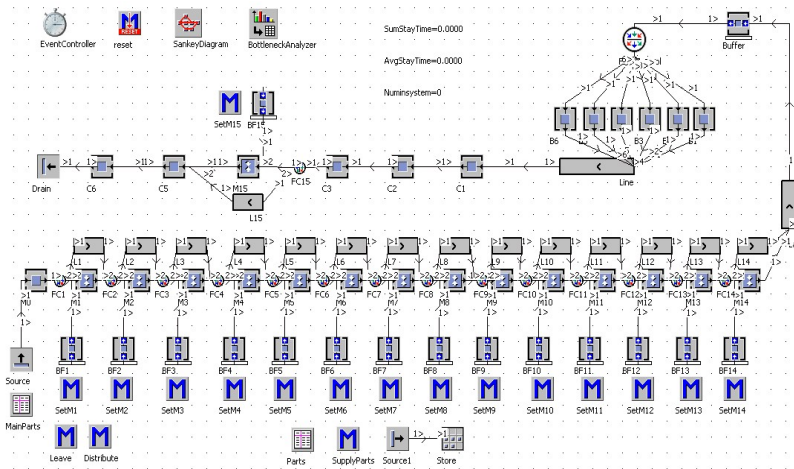 EventController
reset
SankeyDiagram
BottleneckAnalyzer
SumStayTime=0.0000
AvgStayTime=0.0000
Numinsystem=0
Buffer
SetM15
BF15
B6
B3
Line
Drain
C6
C5
M15
FC15
C3
C2
C1
L15
L1 L2 L3 L4 L5 L6 L7 L8 L9 L10 L11 L12 L13 L14
M0 FC1 M1 FC2 M2 FC3 M3 FC4 M4 FC5 M5 FC6 M6 FC7 M7 FC8 M8 FC9 M9 FC10 M10 FC11 M11 FC12 M12 FC13 M13 FC14 M14
BF1 BF2 BF3 BF4 BF5 BF6 BF7 BF8 BF9 BF10 BF11 BF12 BF13 BF14
Source
SetM1 SetM2 SetM3 SetM4 SetM5 SetM6 SetM7 SetM8 SetM9 SetM10 SetM11 SetM12 SetM13 SetM14
MainParts
Leave
Distribute
Parts
SupplyParts
Source1
Store